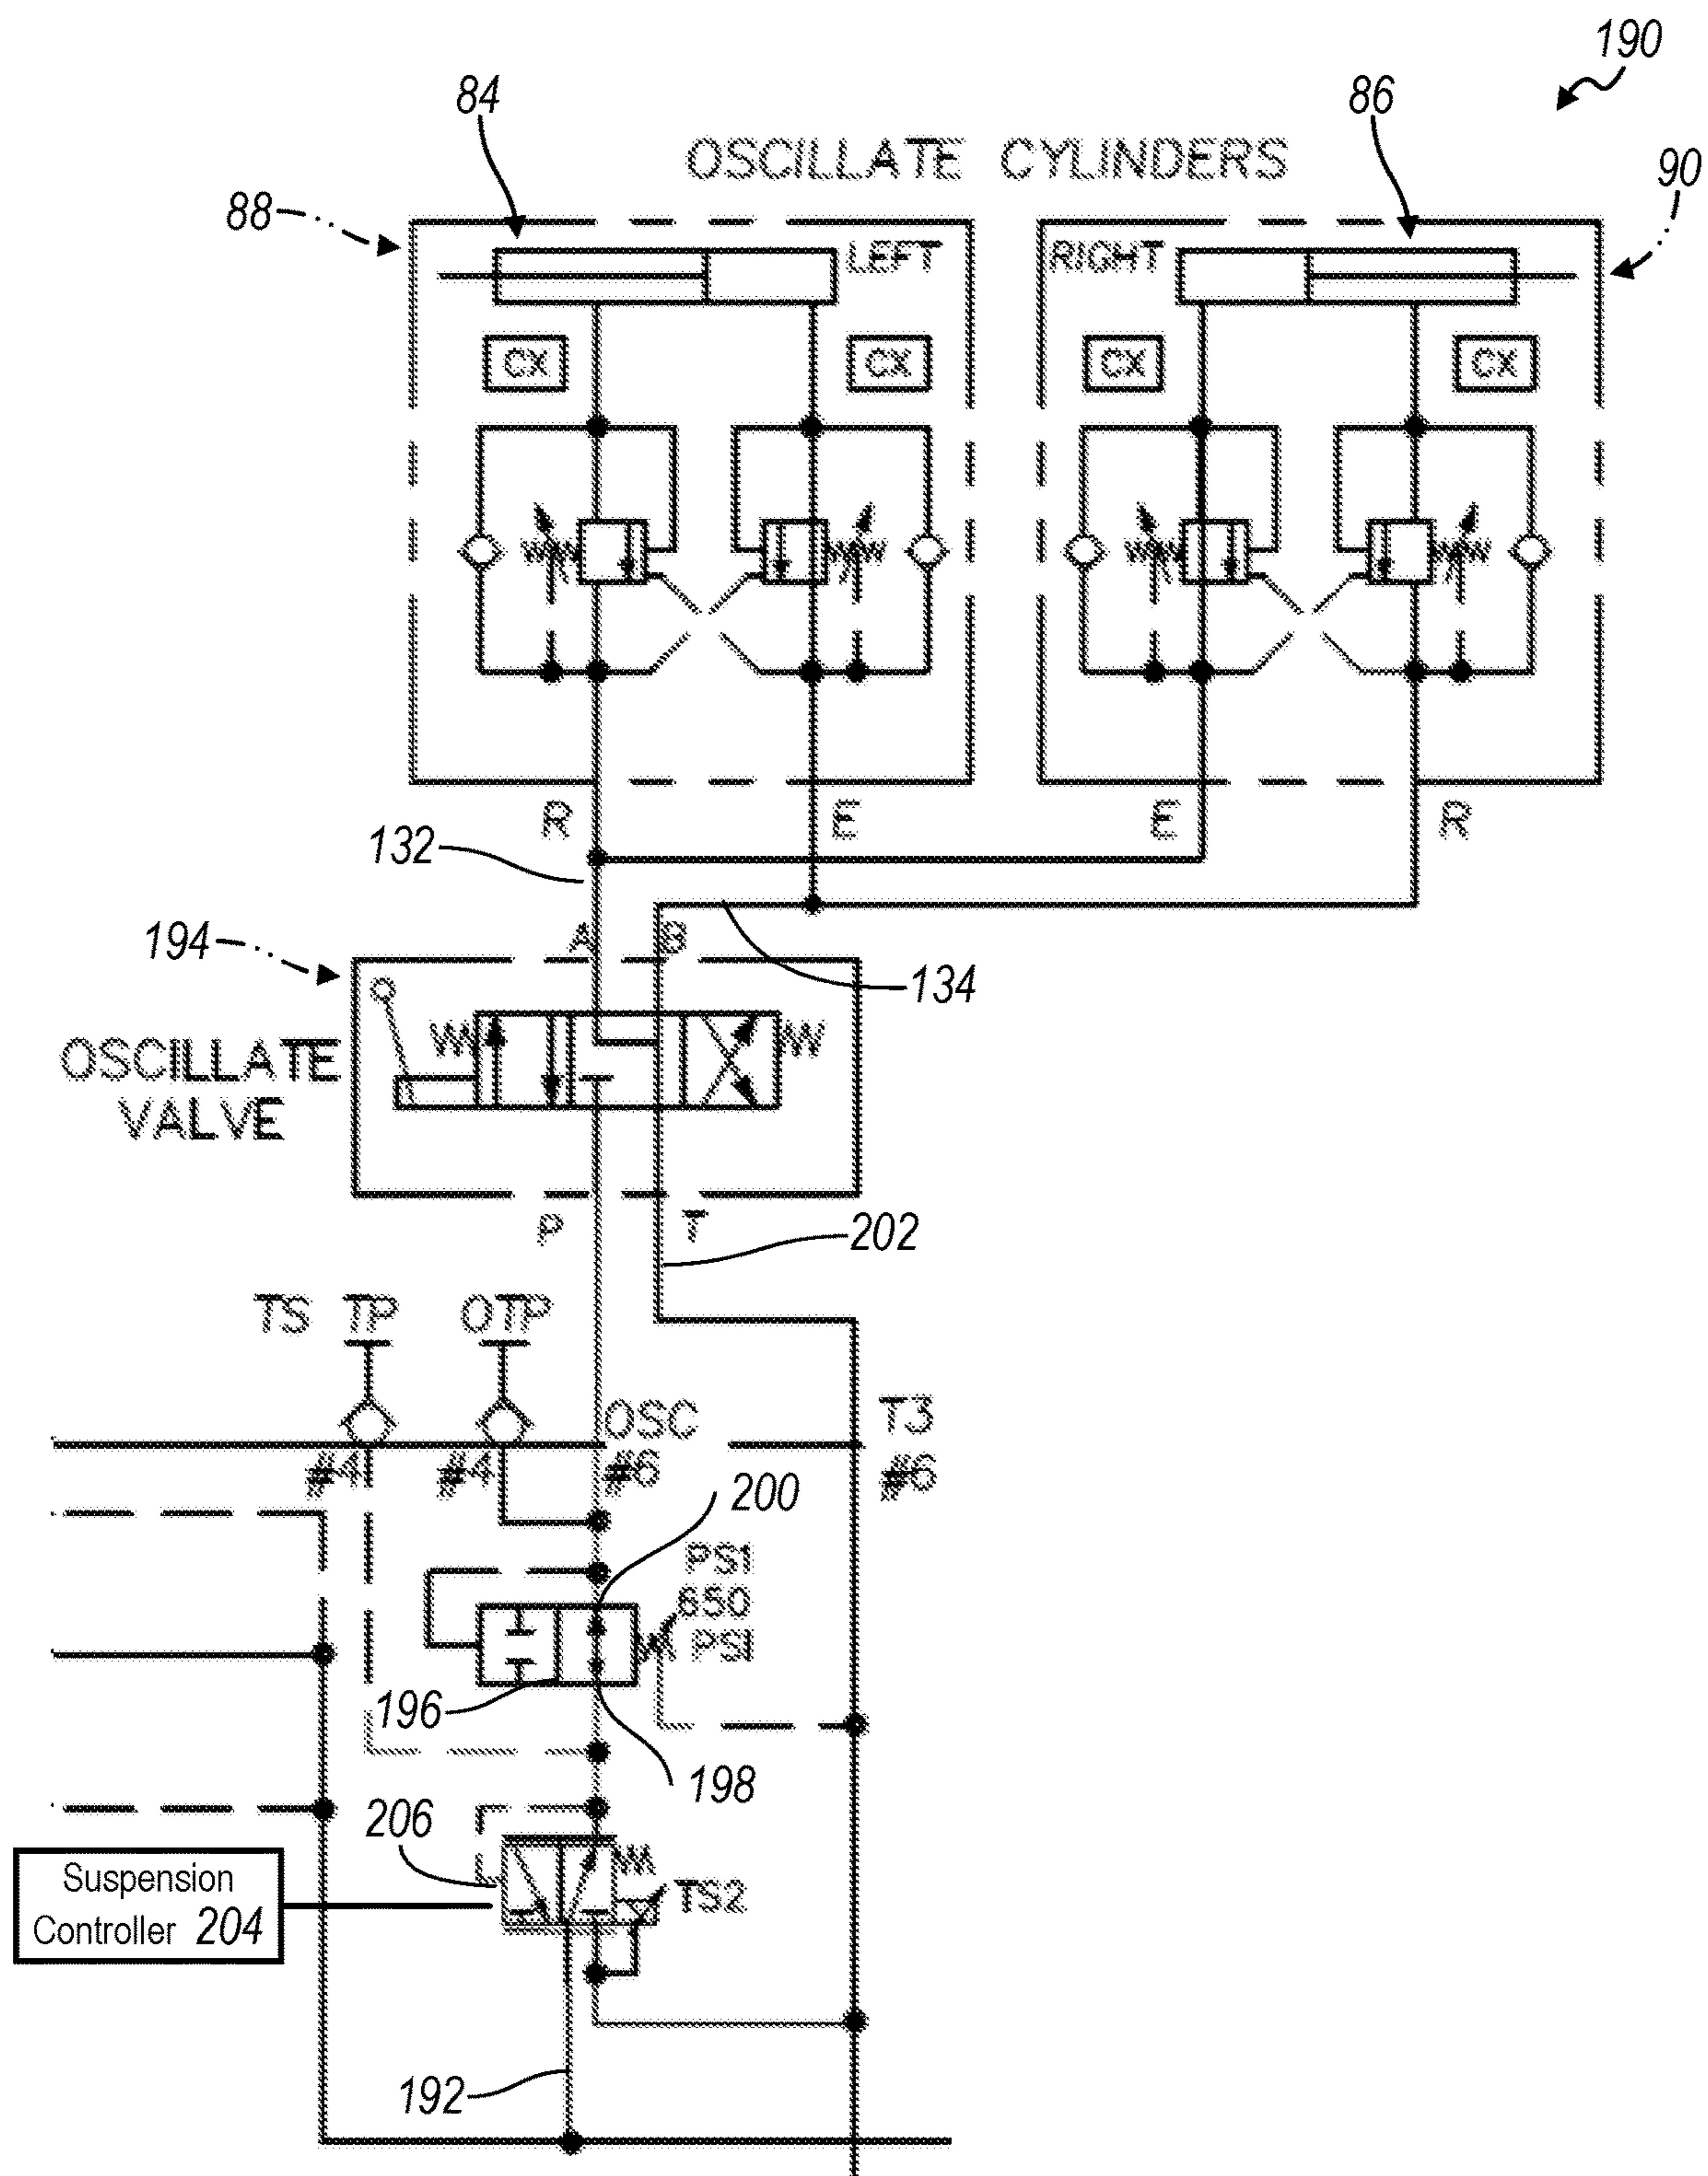 190
84
86
OSCILLATE CYLINDERS
88
90
LEFT
RIGHT
CX
CX
CX
CX
R
E
E
R
132
A
B
194
134
OSCILLATE
VALVE
P
T
202
TS TP
OTP
OSC
T3
#4
#4
#6
#6
200
PS1
650
PSI
196
198
206
Suspension
Controller 204
TS2
192